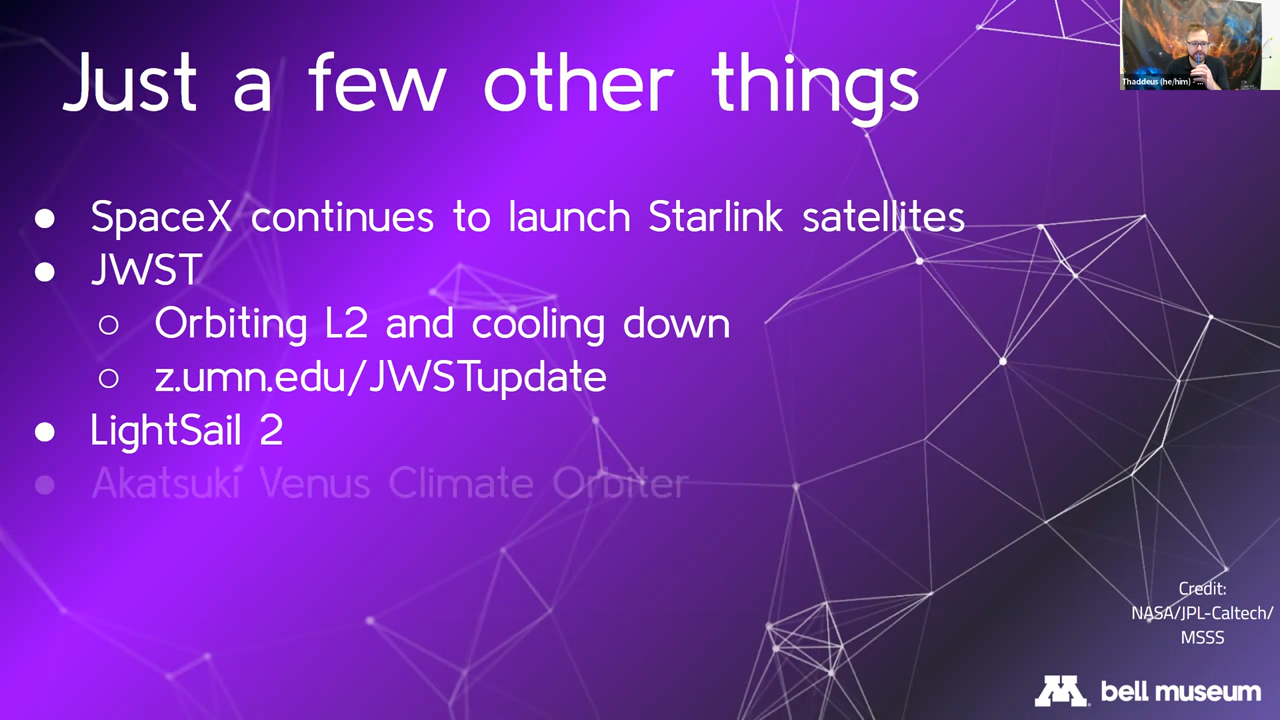 Just a few other things
Thaddeus (he/him) - ...
● SpaceX continues to launch Starlink satellites
● JWST
○ Orbiting L2 and cooling down
○ z.umn.edu/JWSTupdate
● LightSail 2
● Akatsuki Venus Climate Orbiter
Credit:
NASA/JPL-Caltech/
MSSS
M bell museum